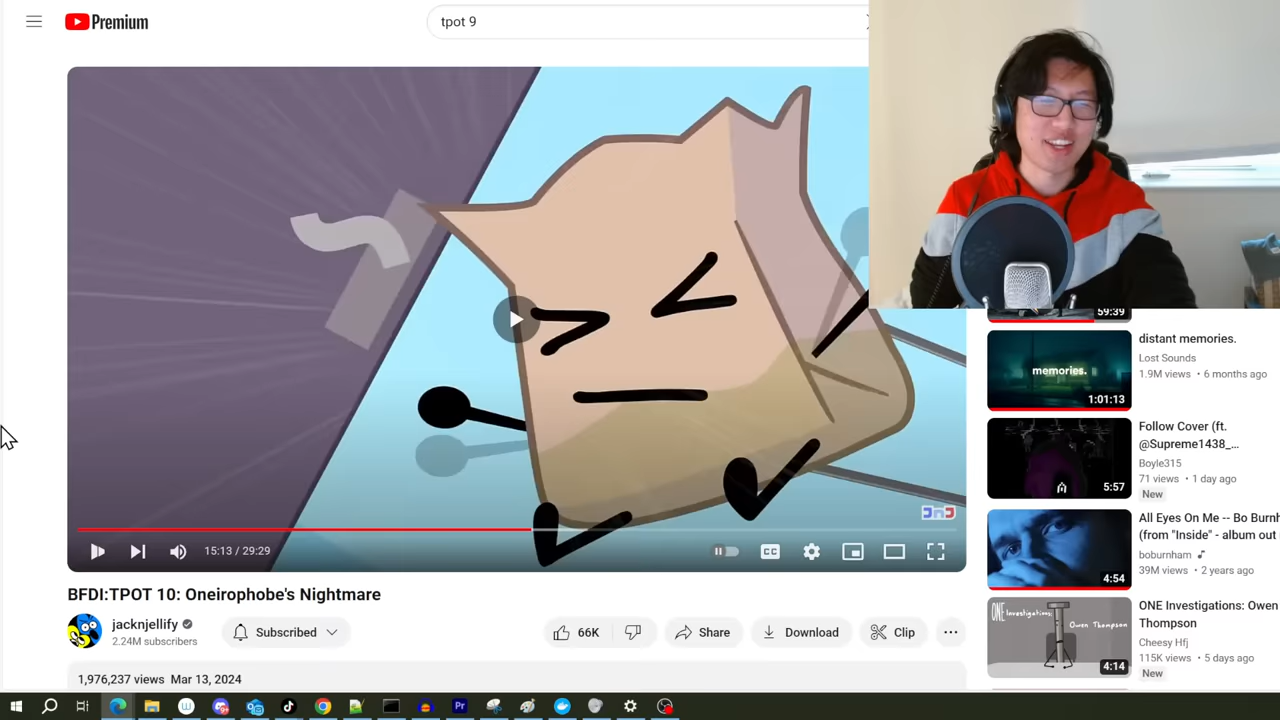 Premium
tpot 9
15:13 / 29:29
CC
BFDI:TPOT 10: Oneirophobe's Nightmare
jacknjellify
2.24M subscribers
Subscribed
66K
Share
Download
Clip
1,976,237 views Mar 13, 2024
59:39
memories.
1:01:13
distant memories.
Lost Sounds
1.9M views • 6 months ago
5:57
Follow Cover (ft.
@Supreme1438_...
Boyle315
71 views • 1 day ago
New
4:54
All Eyes On Me -- Bo Burnh
(from "Inside" - album out
boburnham
39M views • 2 years ago
ONE Investigations:
Owen Thompson
4:14
ONE Investigations: Owen
Thompson
Cheesy Hfj
115K views • 5 days ago
New
Pr